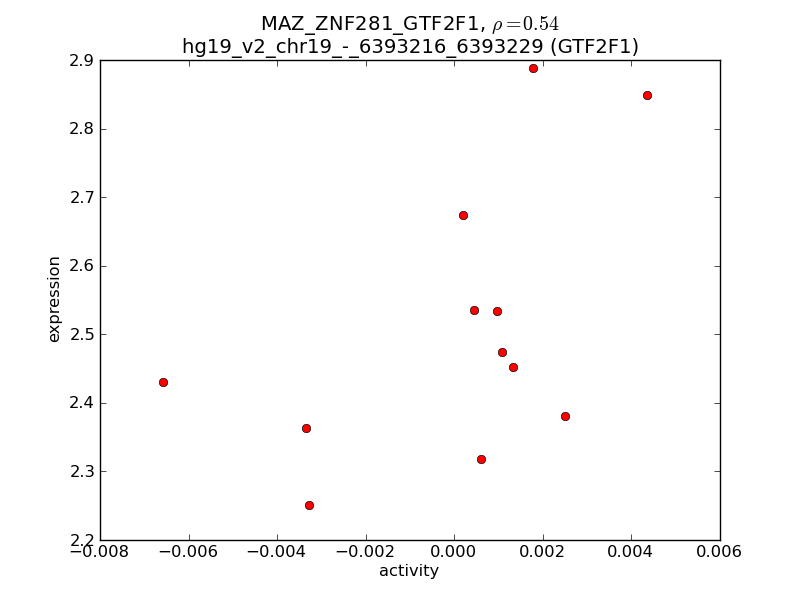 MAZ_ZNF281_GTF2F1, ρ=0.54
hg19_v2_chr19_-_6393216_6393229 (GTF2F1)
2.9
2.8
2.7
2.6
2.5
2.4
2.3
2.2
expression
−0.008 −0.006 −0.004 −0.002 0.000 0.002 0.004 0.006
activity